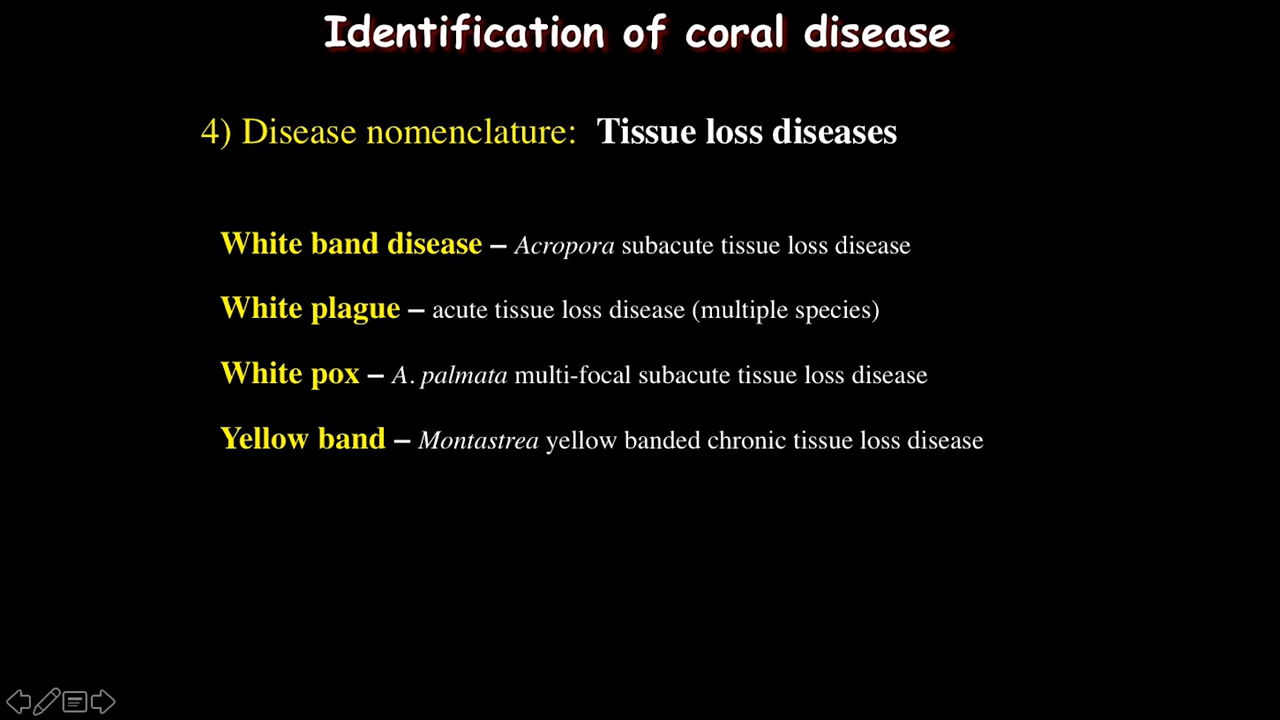 Identification of coral disease
4) Disease nomenclature: Tissue loss diseases
White band disease – Acropora subacute tissue loss disease
White plague – acute tissue loss disease (multiple species)
White pox – A. palmata multi-focal subacute tissue loss disease
Yellow band – Montastrea yellow banded chronic tissue loss disease